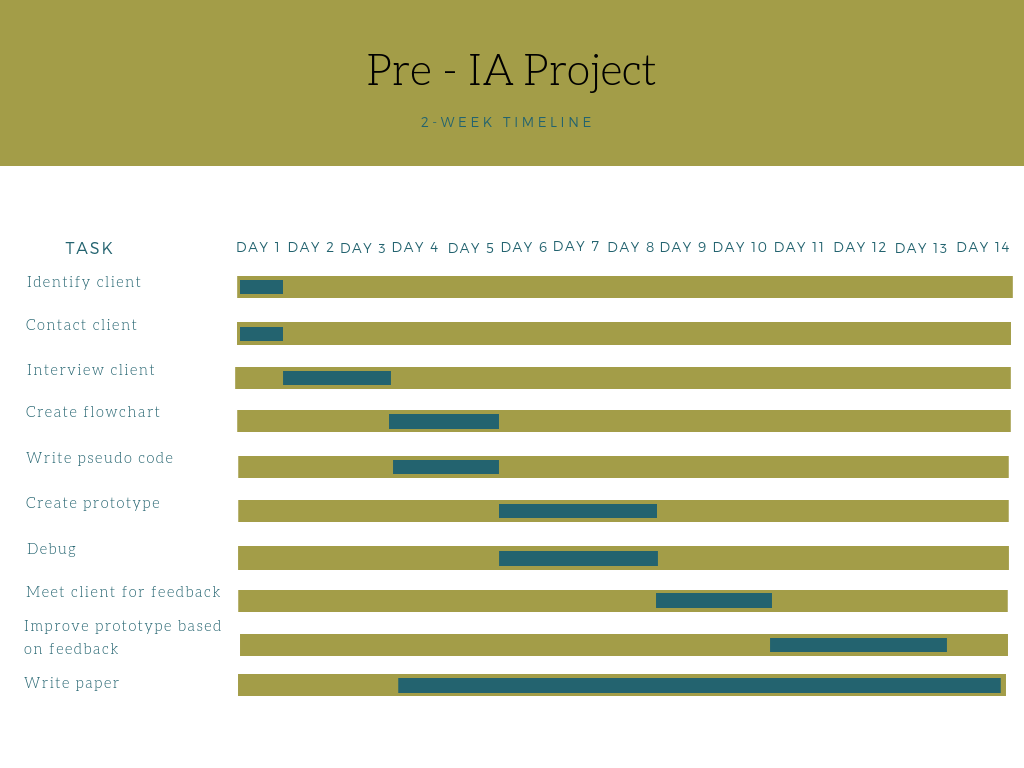 Pre - IA Project
2-WEEK TIMELINE
TASK DAY 1 DAY 2 DAY 3 DAY 4 DAY 5 DAY 6 DAY 7 DAY 8 DAY 9 DAY 10 DAY 11 DAY 12 DAY 13 DAY 14
Identify client
Contact client
Interview client
Create flowchart
Write pseudo code
Create prototype
Debug
Meet client for feedback
Improve prototype based
on feedback
Write paper